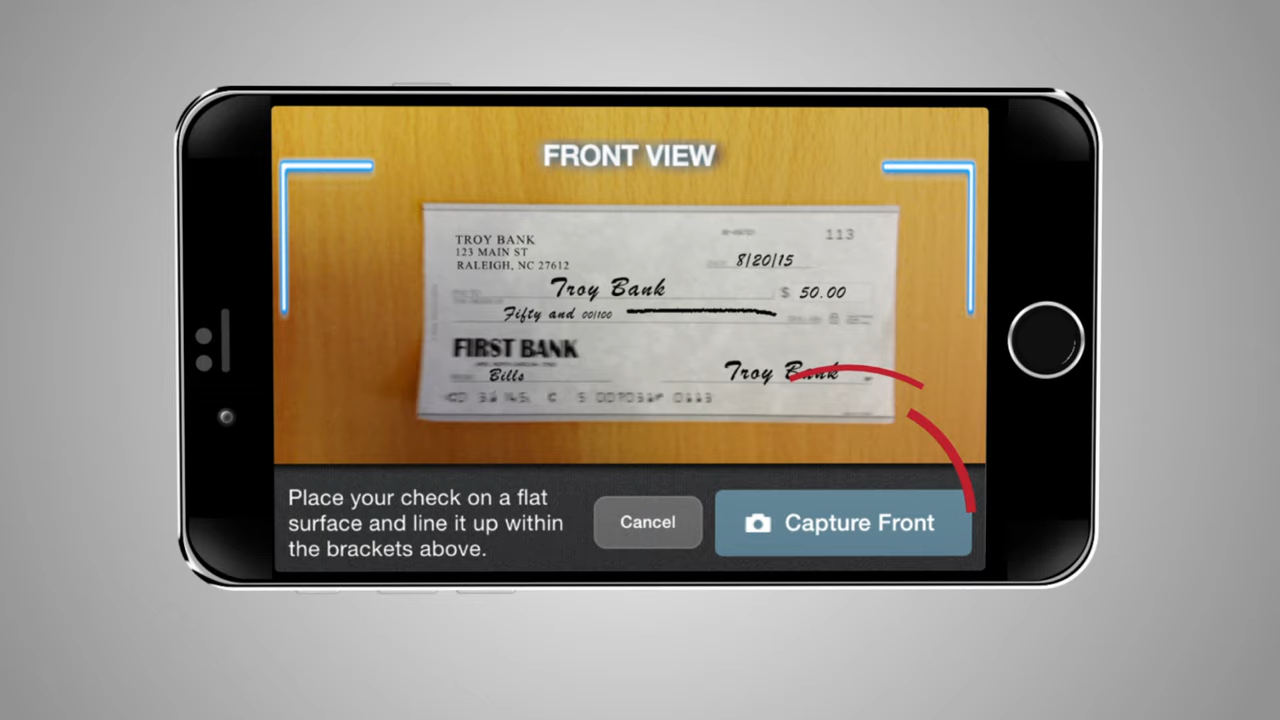 FRONT VIEW
TROY BANK
113
123 MAIN ST
8/20/15
RALEIGH, NC 27612
Troy Bank
$ 50.00
Fifty and 00/100
FIRST BANK
Bills
Troy Bank
Place your check on a flat
surface and line it up within
the brackets above.
Cancel
Capture Front